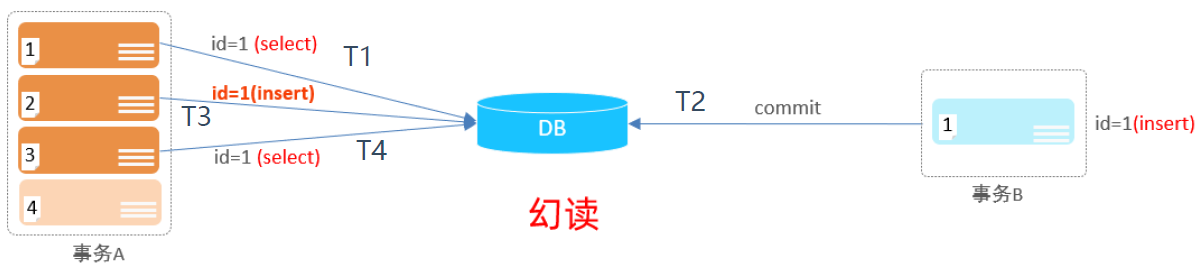 1
id=1 (select)
T1
2
id=1(insert)
T3
3
id=1 (select)
T4
4
事务A
DB
幻读
T2
commit
1
id=1(insert)
事务B